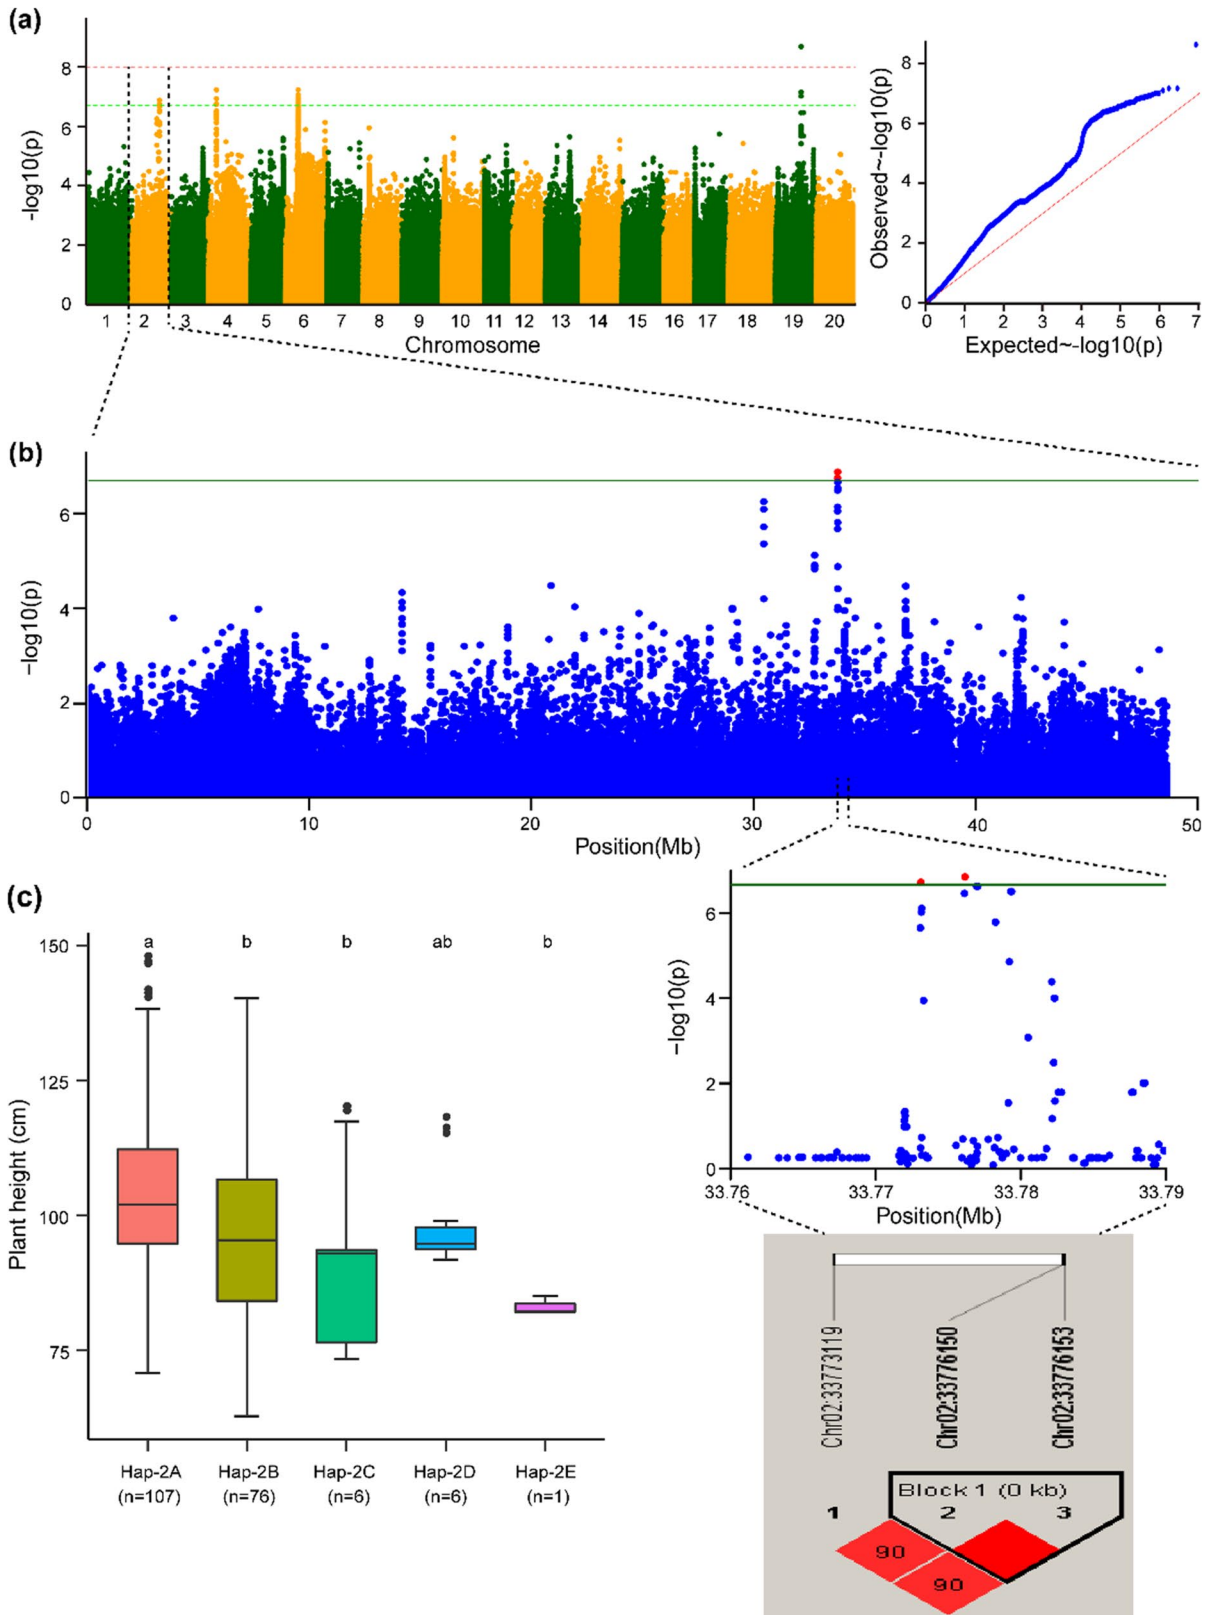 (a)
8
6
4
2
0
-log10(p)
1 2 3 4 5 6 7 8 9 10 11 12 13 14 15 16 17 18 19 20
Chromosome
8
6
4
2
0
Observed~-log10(p)
0 1 2 3 4 5 6 7
Expected~-log10(p)
(b)
6
4
2
0
−log10(p)
0 10 20 30 40 50
Position(Mb)
6
4
2
0
−log10(p)
33.76 33.77 33.78 33.79
Position(Mb)
(c)
a b b ab b
150
125
100
75
Plant height (cm)
Hap-2A Hap-2B Hap-2C Hap-2D Hap-2E
(n=107) (n=76) (n=6) (n=6) (n=1)
Chr02:33773119
Chr02:33776150
Chr02:33776153
Block 1 (0 kb)
1 2 3
90
90